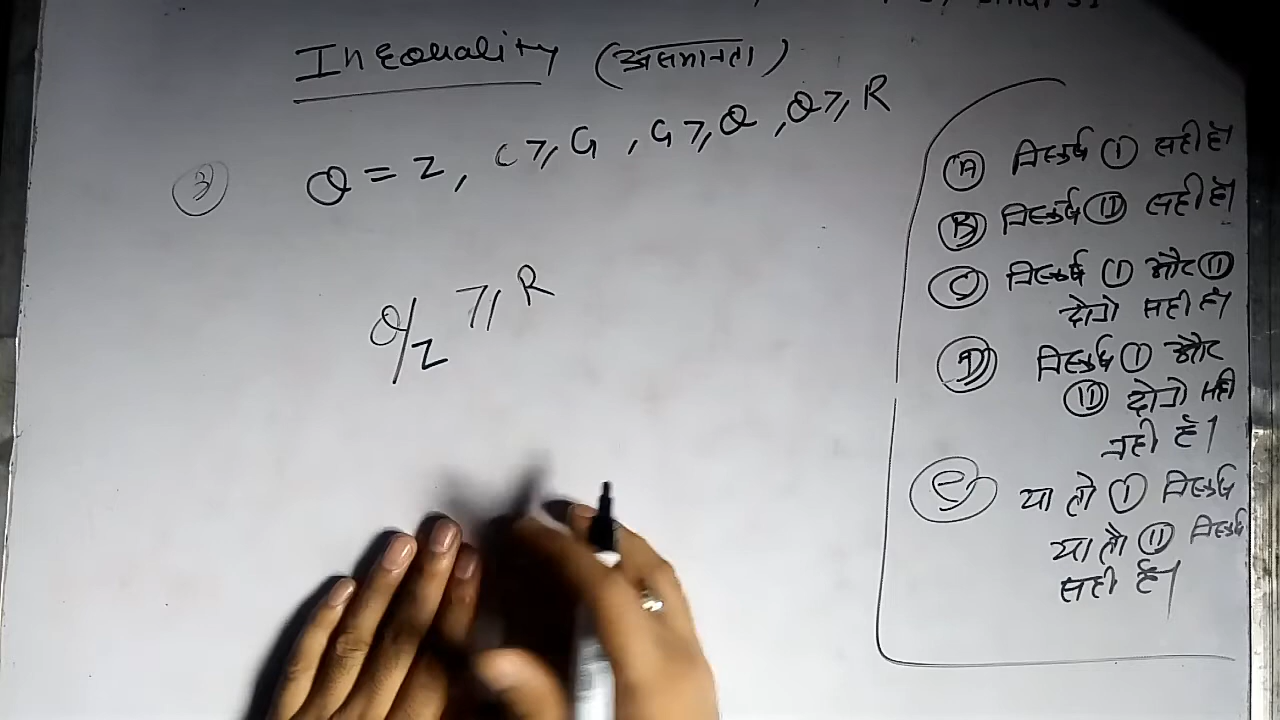 InEquality (असमानता)
3 Q = Z, C ⩾ G, G ⩾ Q, Q ⩾ R
Q/Z ⩾ R
A निष्कर्ष I सही है।
B निष्कर्ष II सही है।
C निष्कर्ष I और II
दोनो सही है।
D निष्कर्ष I और
II दोनो सही
नही है।
E या तो I निष्कर्ष
या तो II निष्कर्ष
सही है।